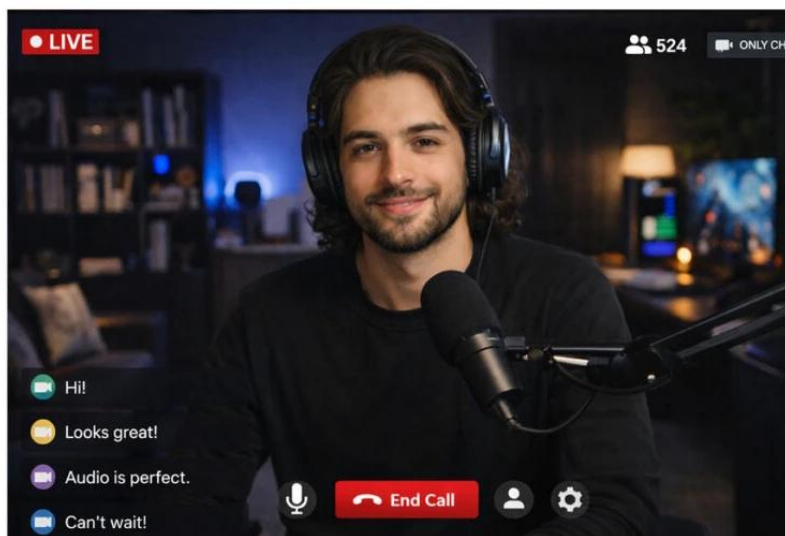 LIVE
524
ONLY CH
Hi!
Looks great!
Audio is perfect.
Can't wait!
End Call